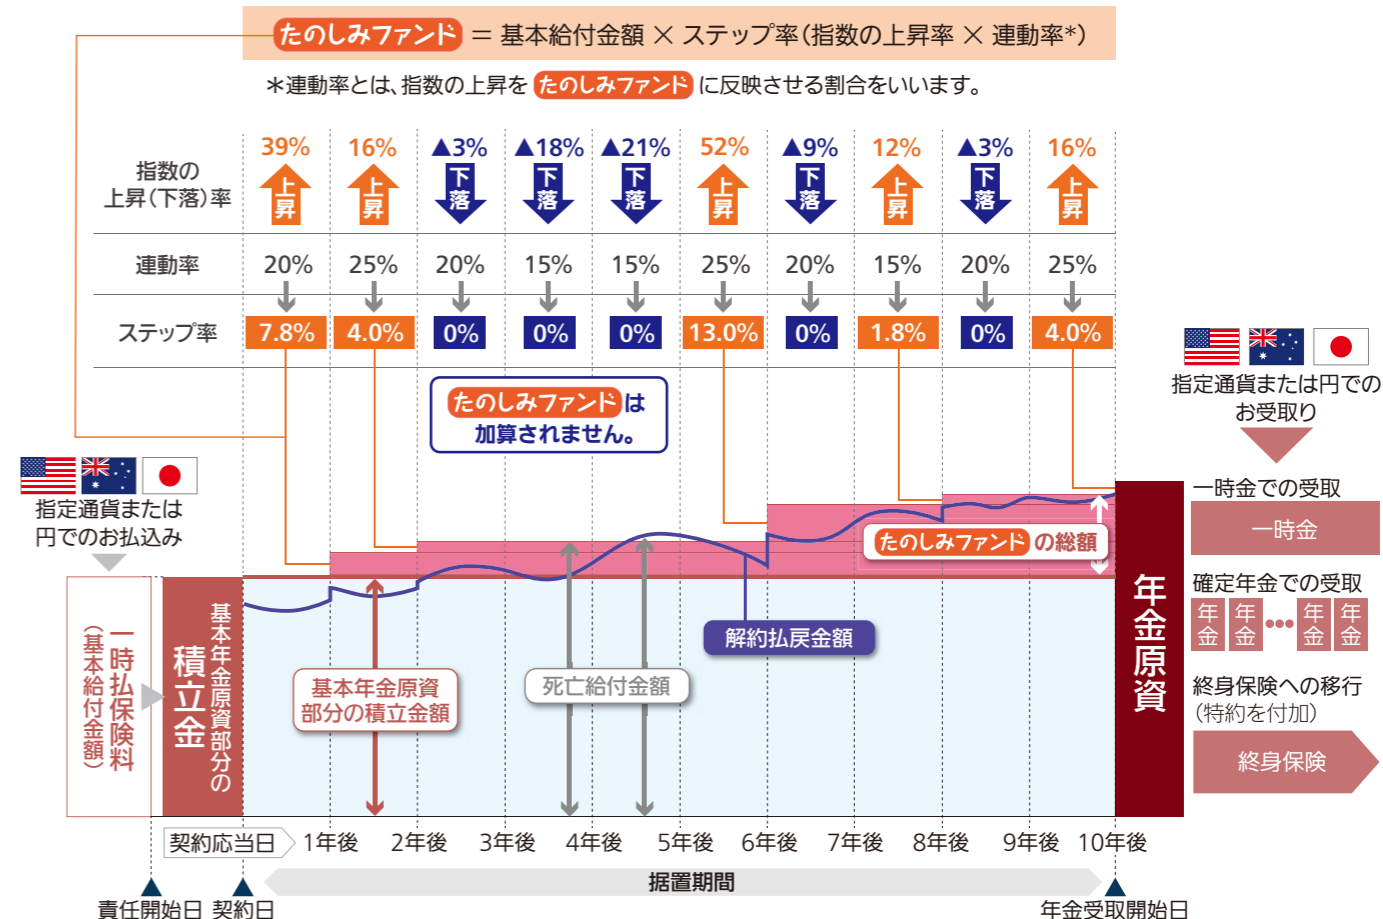 たのしみファンド = 基本給付金額 × ステップ率(指数の上昇率 × 連動率*)
*連動率とは、指数の上昇を たのしみファンド に反映させる割合をいいます。
指数の
上昇(下落)率
39% 16% ▲3% ▲18% ▲21% 52% ▲9% 12% ▲3% 16%
上昇 上昇 下落 下落 下落 上昇 下落 上昇 下落 上昇
連動率 20% 25% 20% 15% 15% 25% 20% 15% 20% 25%
ステップ率 7.8% 4.0% 0% 0% 0% 13.0% 0% 1.8% 0% 4.0%
たのしみファンド は
加算されません。
指定通貨または
円でのお払込み
指定通貨または円での
お受取り
一時払保険料
(基本給付金額)
基本年金原資部分の
積立金
たのしみファンド の総額
解約払戻金額
基本年金原資
部分の積立金額
死亡給付金額
年金原資
一時金での受取
一時金
確定年金での受取
年金 年金 ●●● 年金 年金
終身保険への移行
(特約を付加)
終身保険
契約応当日 1年後 2年後 3年後 4年後 5年後 6年後 7年後 8年後 9年後 10年後
据置期間
責任開始日 契約日 年金受取開始日